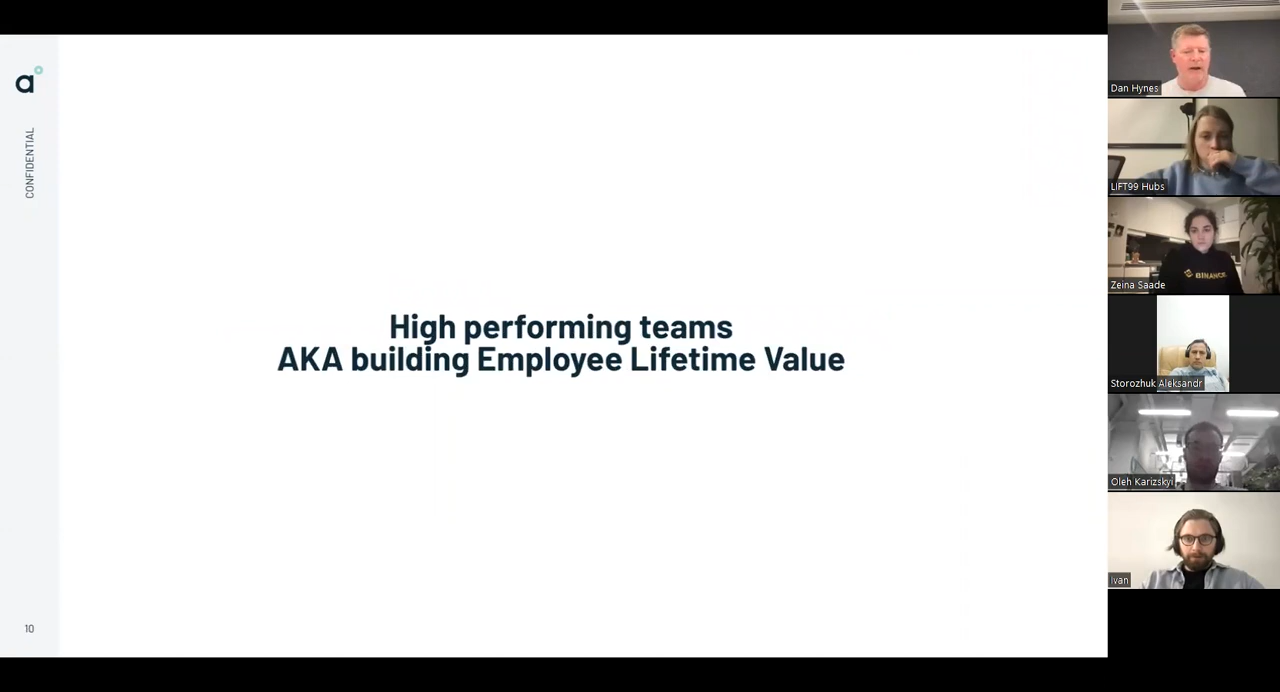 a
CONFIDENTIAL
High performing teams
AKA building Employee Lifetime Value
10
Dan Hynes
LIFT99 Hubs
BINANCE
Zeina Saade
Storozhuk Aleksandr
Oleh Karizskyi
Ivan